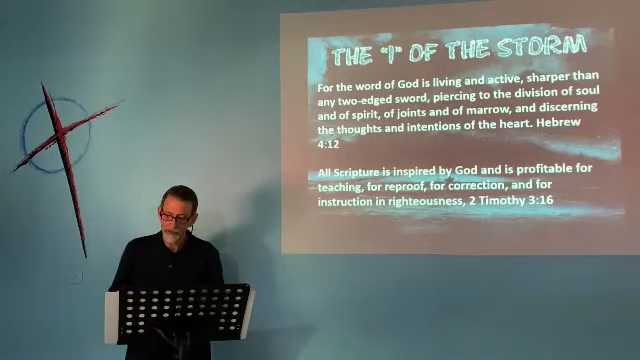 THE "I" OF THE STORM
For the word of God is living and active, sharper than
any two-edged sword, piercing to the division of soul
and of spirit, of joints and of marrow, and discerning
the thoughts and intentions of the heart. Hebrew
4:12
All Scripture is inspired by God and is profitable for
teaching, for reproof, for correction, and for
instruction in righteousness, 2 Timothy 3:16